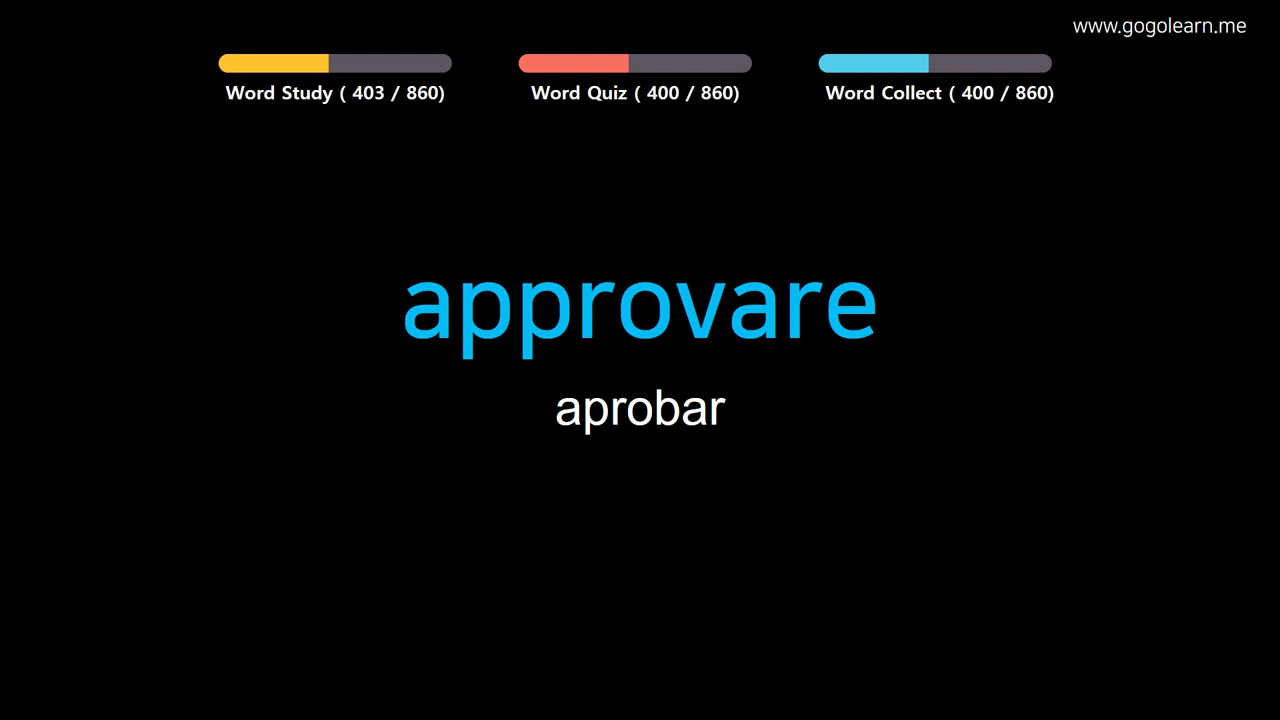 www.gogolearn.me
Word Study ( 403 / 860)
Word Quiz ( 400 / 860)
Word Collect ( 400 / 860)
approvare
aprobar